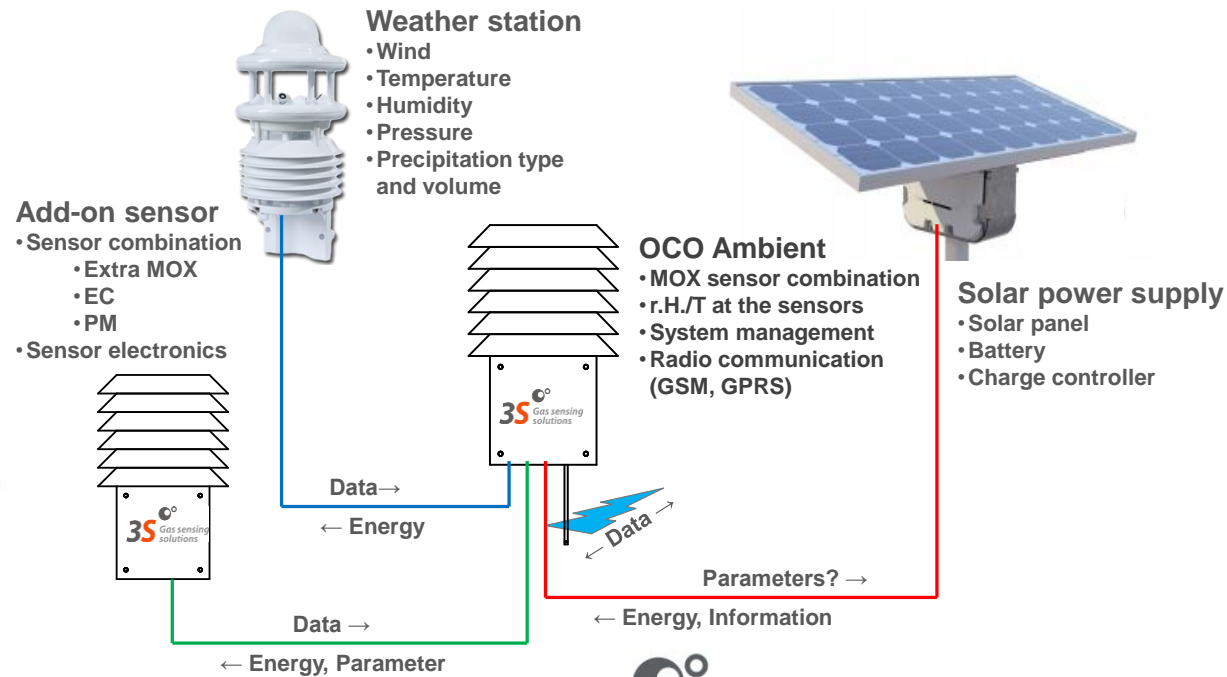 Weather station
•Wind
•Temperature
•Humidity
•Pressure
•Precipitation type
and volume
Add-on sensor
•Sensor combination
•Extra MOX
•EC
•PM
•Sensor electronics
OCO Ambient
•MOX sensor combination
•r.H./T at the sensors
•System management
•Radio communication
(GSM, GPRS)
Solar power supply
•Solar panel
•Battery
•Charge controller
3S Gas sensing
solutions
3S Gas sensing
solutions
Data→
← Energy
← Data →
Parameters? →
← Energy, Information
Data →
← Energy, Parameter